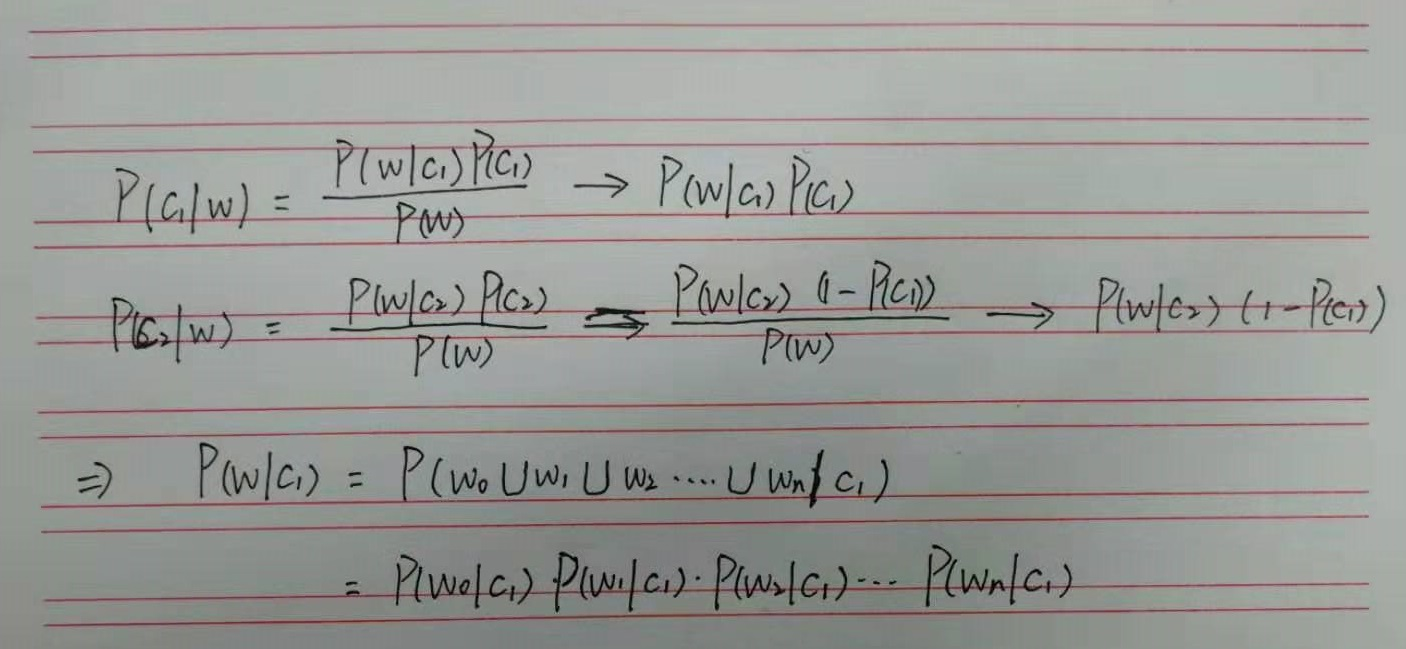 P(C₁|W) = P(W|C₁)P(C₁) / P(W) → P(W|C₁)P(C₁)
P(C₂|W) = P(W|C₂)P(C₂) / P(W) = P(W|C₂)(1-P(C₁)) / P(W) → P(W|C₂)(1-P(C₁))
⇒ P(W|C₁) = P(W₀ ∪ W₁ ∪ W₂ .... ∪ Wn | C₁)
= P(W₀|C₁) · P(W₁|C₁) · P(W₂|C₁) ··· P(Wn|C₁)